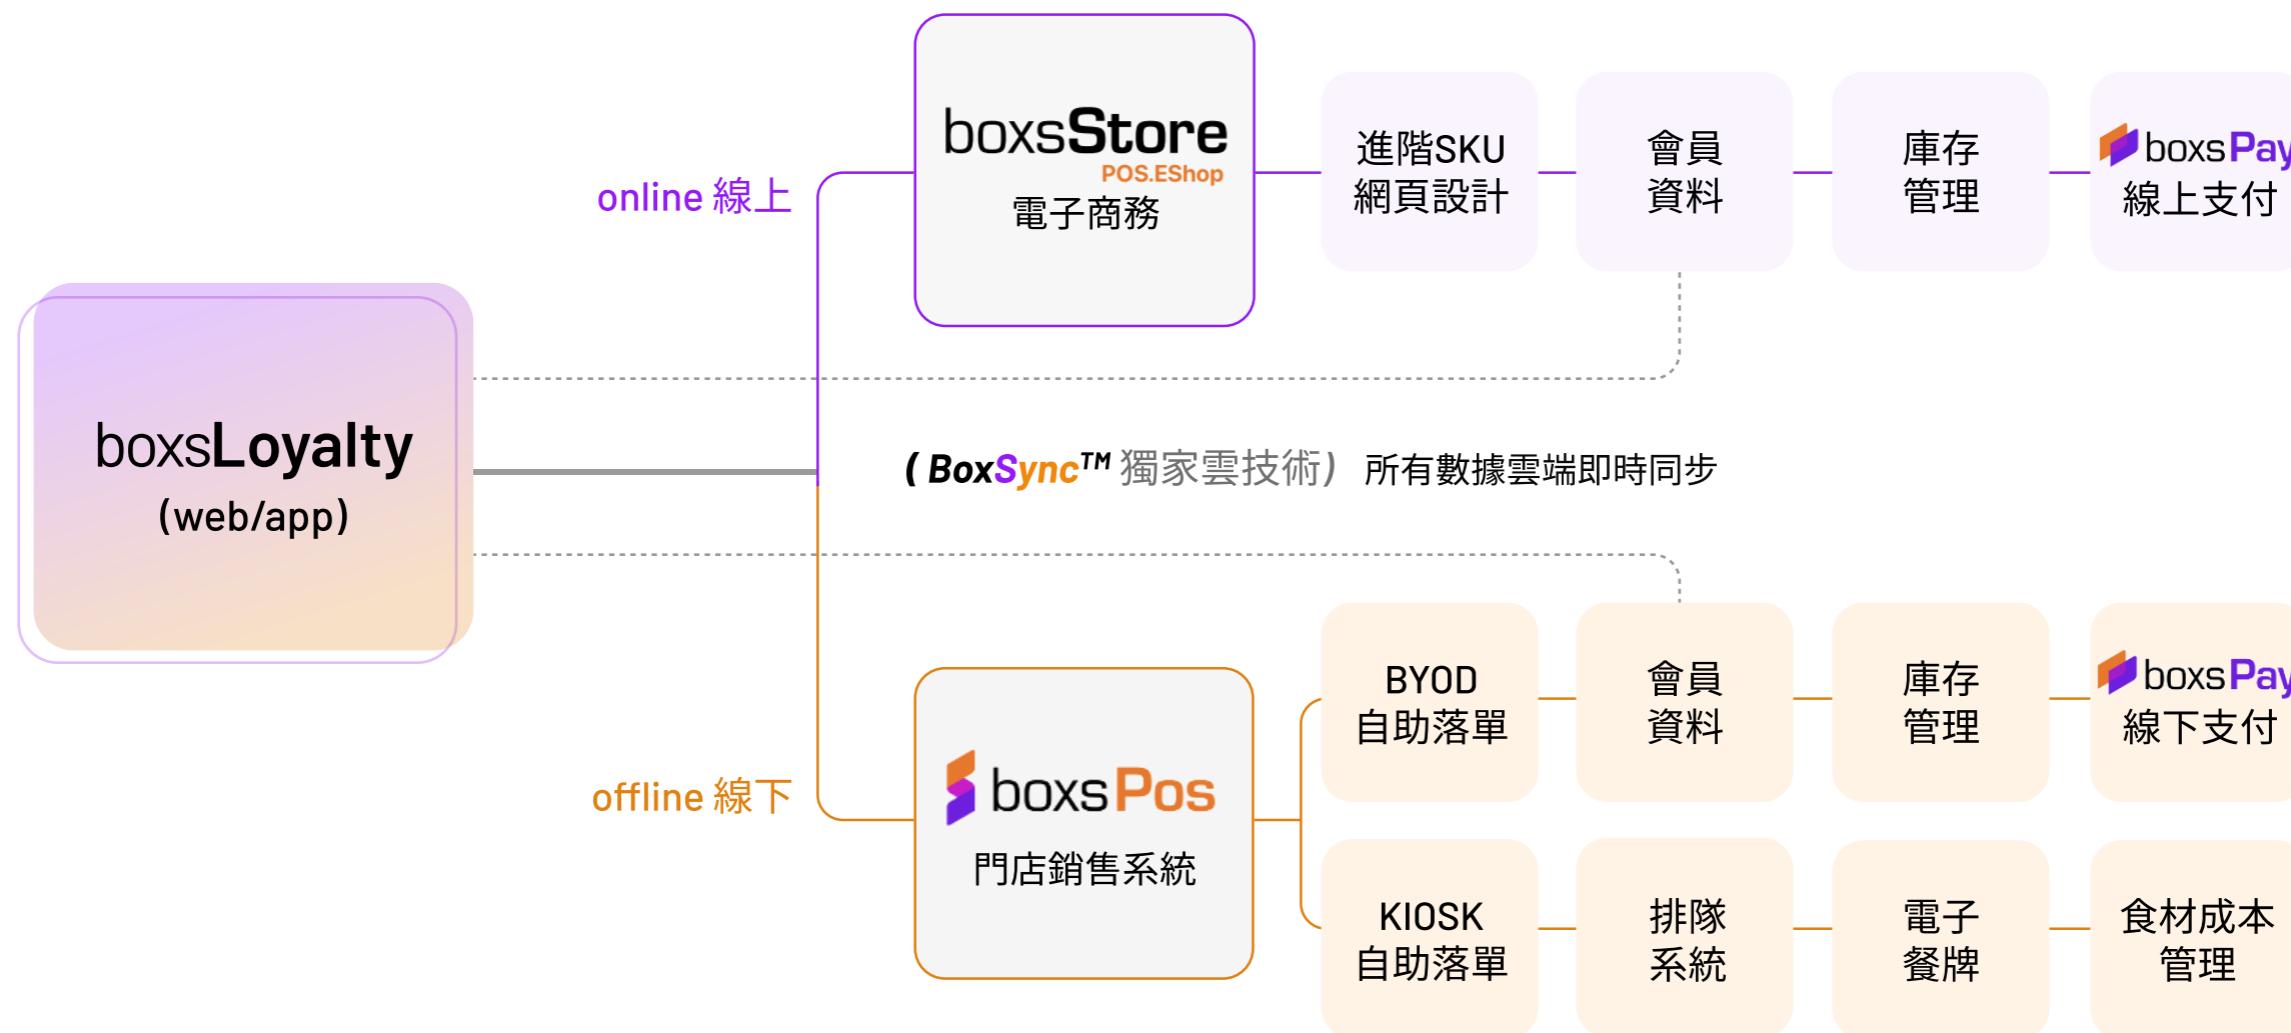 boxsStore
POS.EShop
電子商務
online 線上
進階SKU
網頁設計
會員
資料
庫存
管理
boxsPay
線上支付
boxsLoyalty
(web/app)
( BoxSync™ 獨家雲技術) 所有數據雲端即時同步
offline 線下
boxsPos
門店銷售系統
BYOD
自助落單
會員
資料
庫存
管理
boxsPay
線下支付
KIOSK
自助落單
排隊
系統
電子
餐牌
食材成本
管理